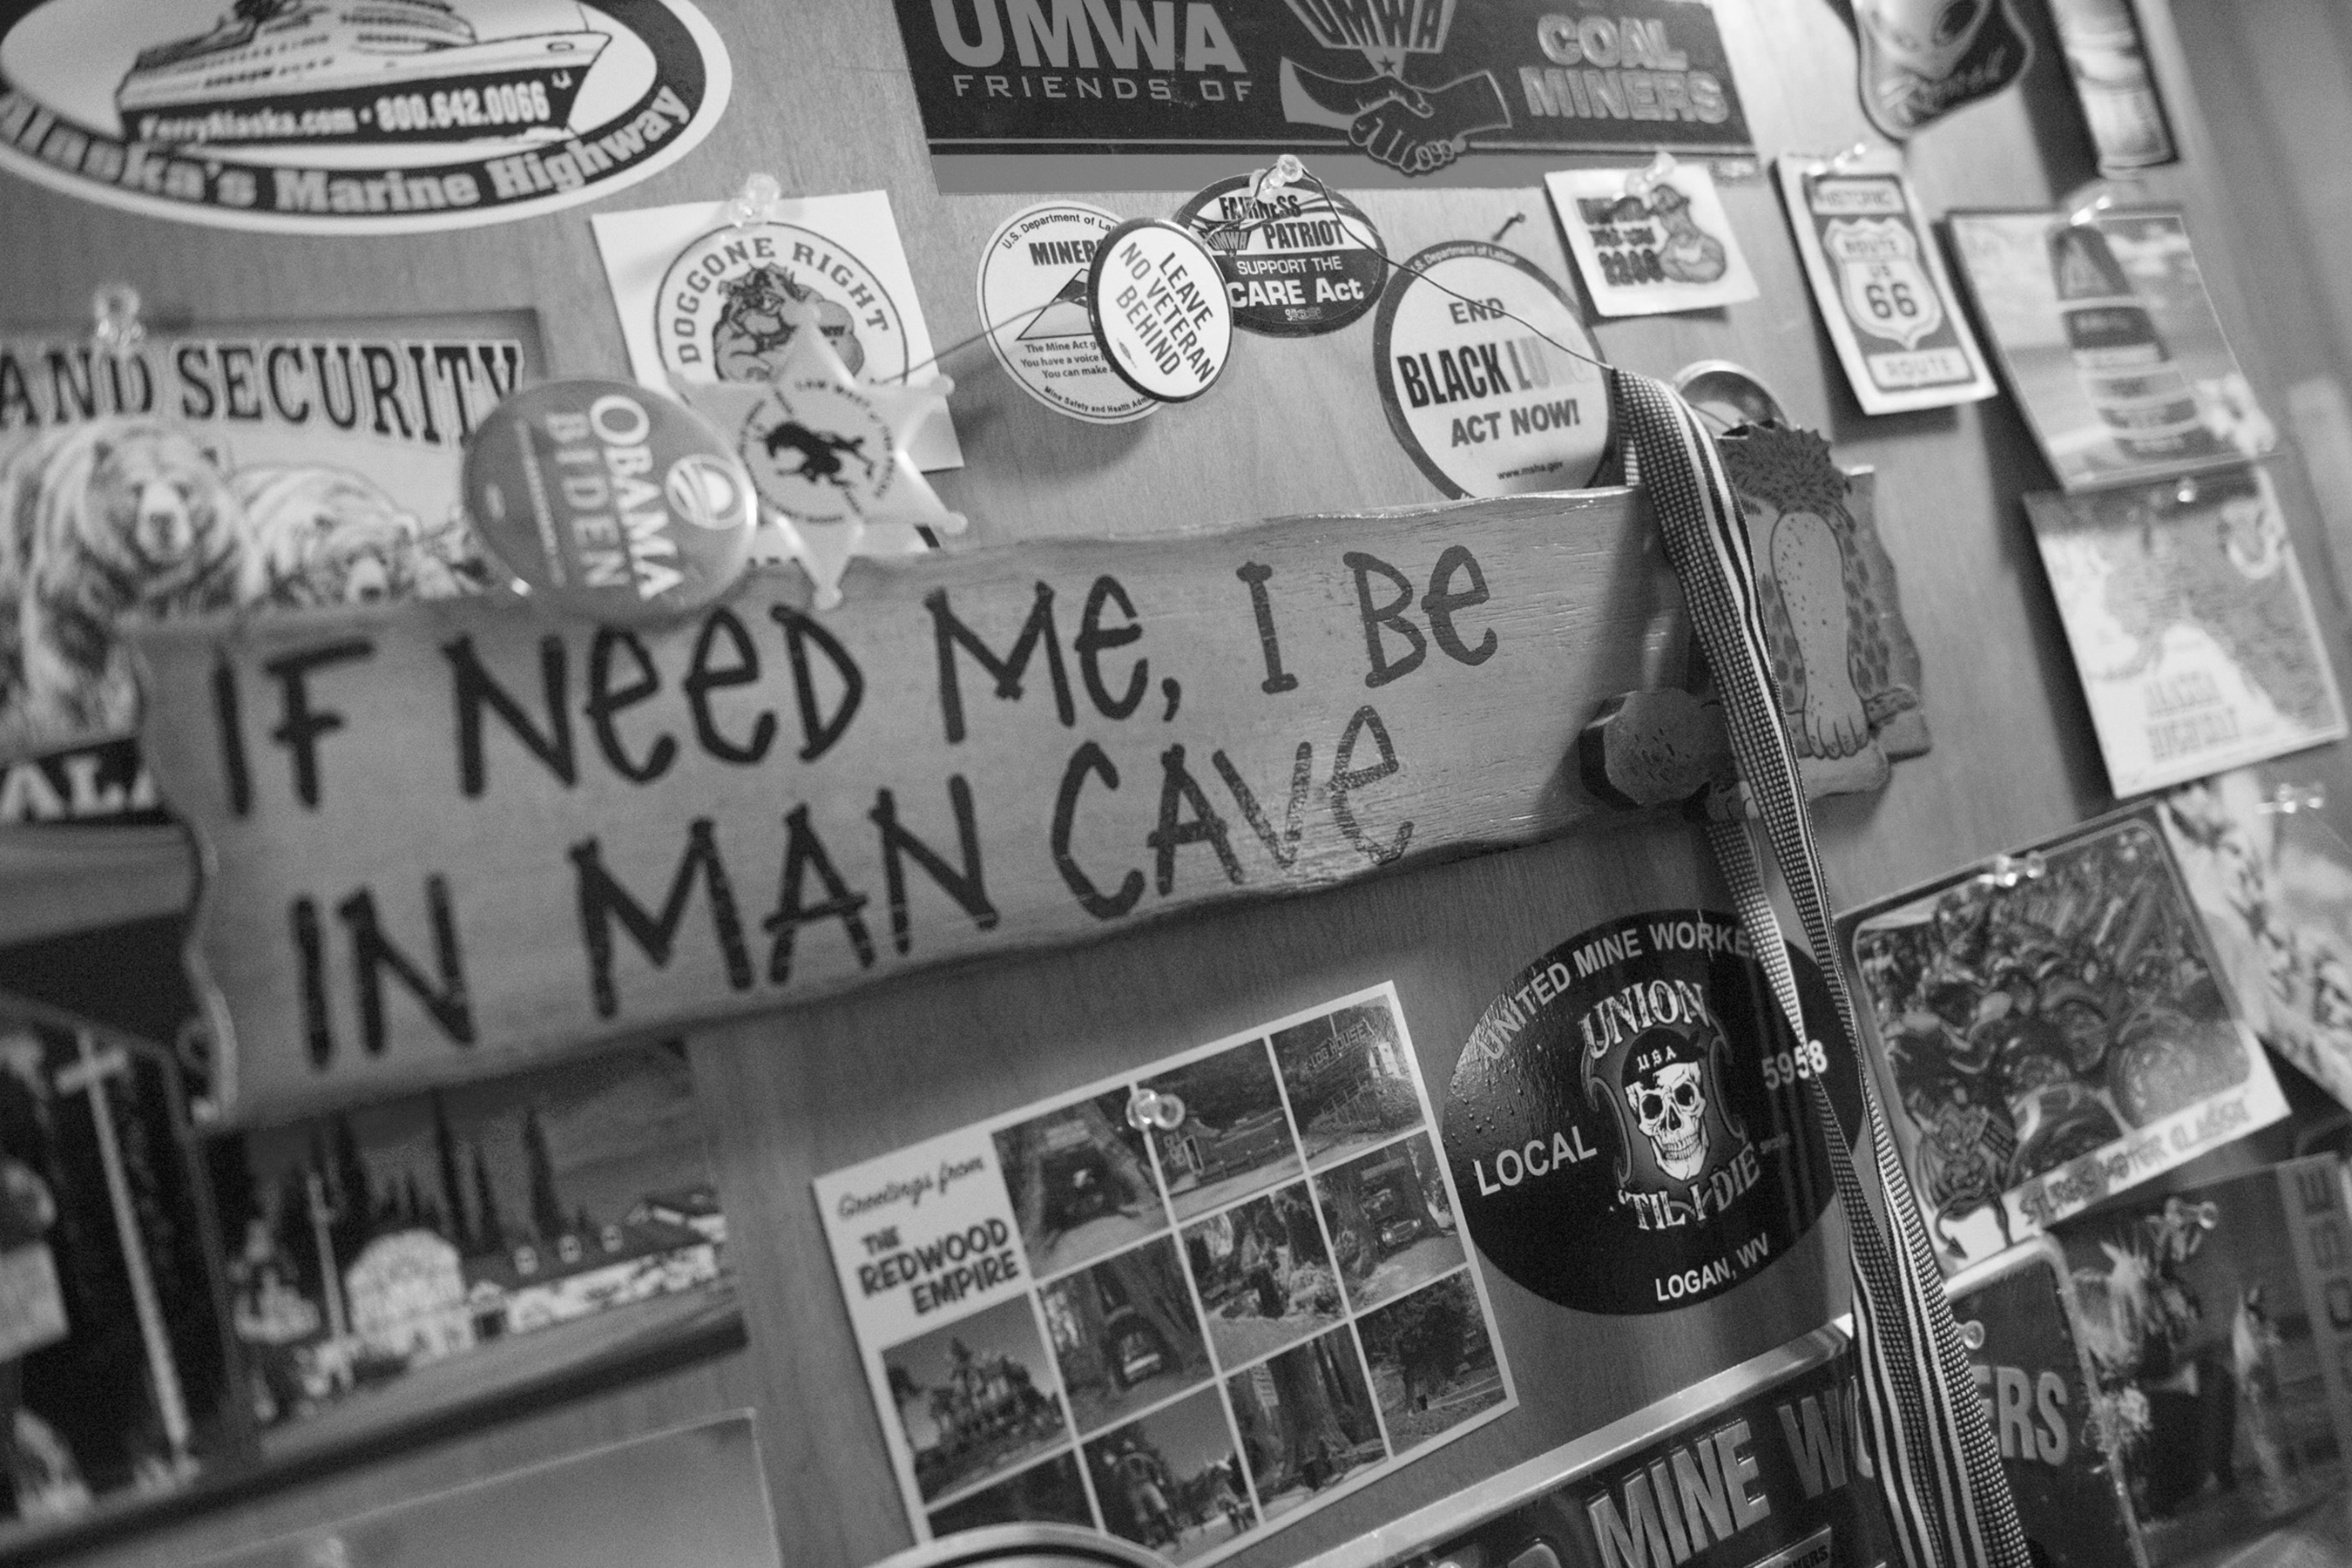 UMWA
FRIENDS OF
UMWA
COAL
MINERS
FerryAlaska.com • 800.642.0066
Alaska's Marine Highway
DOGGONE RIGHT
U.S. Department of
MINERS
The Mine Act
You have a voice
You can make
Mine Safety and Health
LEAVE
NO VETERAN
BEHIND
FAIRNESS
UMWA PATRIOT
SUPPORT THE
CARE Act
U.S. Department of Labor
END
BLACK LUNG
ACT NOW!
www.msha.gov
HISTORIC
ROUTE
US
66
ROUTE
AND SECURITY
OBAMA
BIDEN
IF NEED ME, I BE
IN MAN CAVE
UNITED MINE WORKE
UNION
USA
LOCAL
5958
'TIL I DIE
LOGAN, WV
Greetings from
THE
REDWOOD
EMPIRE
MINE WO
ERS